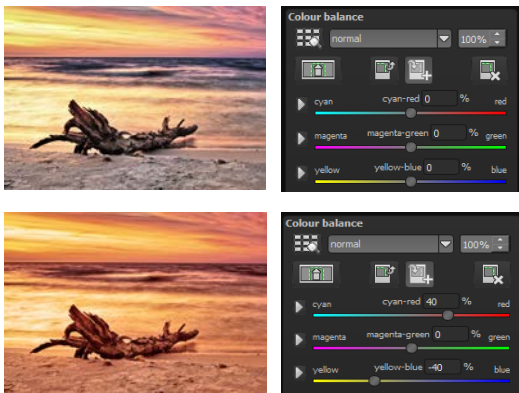 Colour balance
normal 100%
cyan cyan-red 0 % red
magenta magenta-green 0 % green
yellow yellow-blue 0 % blue
Colour balance
normal 100%
cyan cyan-red 40 % red
magenta magenta-green 0 % green
yellow yellow-blue -40 % blue